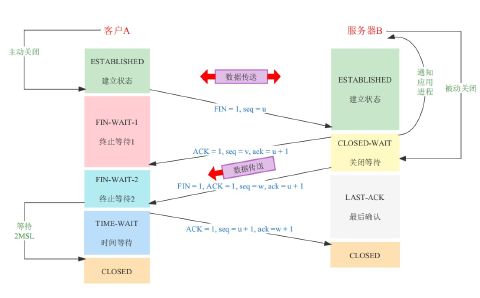 客户A
服务器B
主动关闭
ESTABLISHED
建立状态
数据传送
通知
应用
进程
被动关闭
ESTABLISHED
建立状态
FIN = 1, seq = u
FIN-WAIT-1
终止等待1
CLOSED-WAIT
关闭等待
ACK = 1, seq = v, ack = u + 1
数据传送
FIN-WAIT-2
终止等待2
FIN = 1, ACK = 1, seq = w, ack = u + 1
LAST-ACK
最后确认
等待
2MSL
TIME-WAIT
时间等待
ACK = 1, seq = u + 1, ack =w + 1
CLOSED
CLOSED